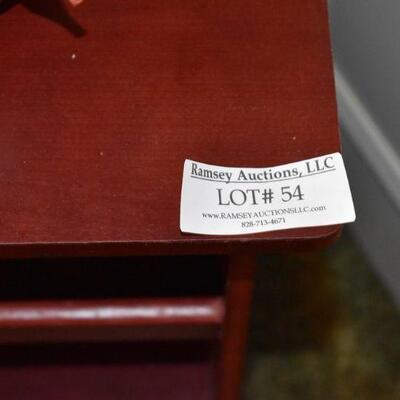 Ramsey Auctions, LLC
LOT# 54
www.RAMSEYAUCTIONSLLC.com
828-713-4671